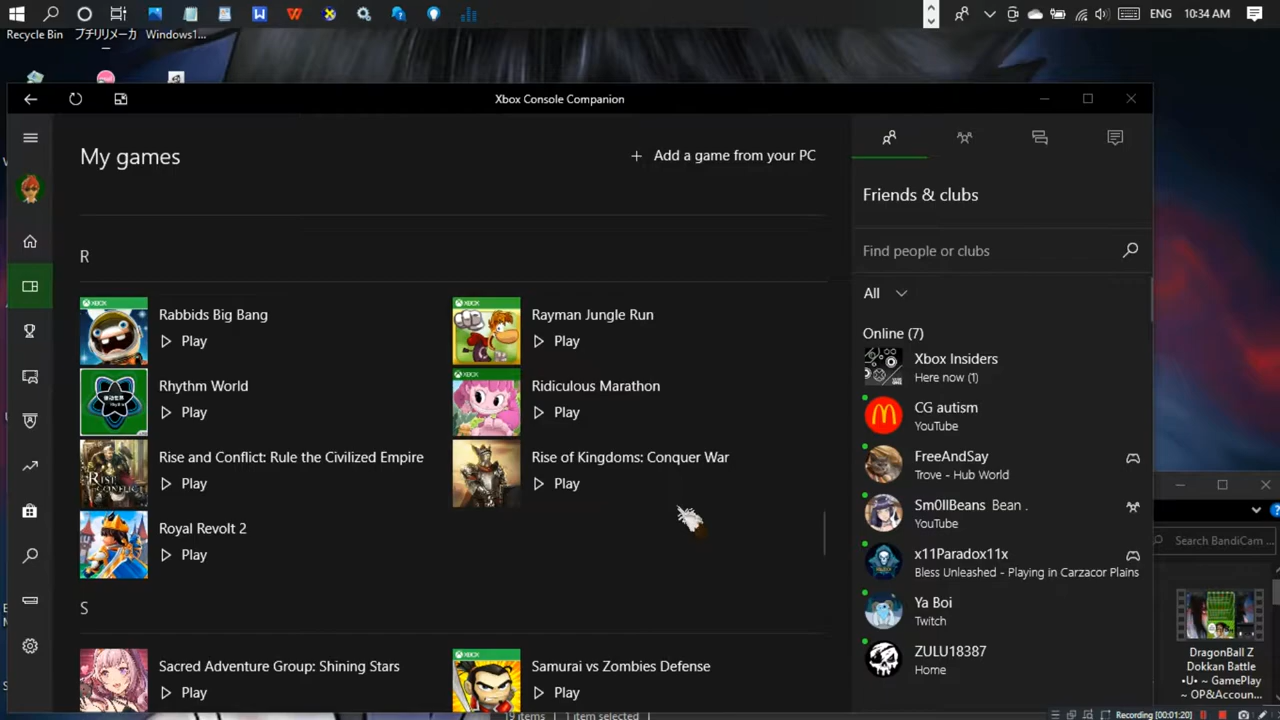 ENG 10:34 AM
Recycle Bin
プチリメーカ
Windows1...
Xbox Console Companion
My games
+ Add a game from your PC
Friends & clubs
Find people or clubs
All
Online (7)
R
Rabbids Big Bang
Play
Rayman Jungle Run
Play
Rhythm World
Play
Ridiculous Marathon
Play
Rise and Conflict: Rule the Civilized Empire
Play
Rise of Kingdoms: Conquer War
Play
Royal Revolt 2
Play
S
Sacred Adventure Group: Shining Stars
Play
Samurai vs Zombies Defense
Play
Xbox Insiders
Here now (1)
CG autism
YouTube
FreeAndSay
Trove - Hub World
Sm0llBeans Bean .
YouTube
x11Paradox11x
Bless Unleashed - Playing in Carzacor Plains
Ya Boi
Twitch
ZULU18387
Home
Search BandiCam ...
DragonBall Z
Dokkan Battle
•U• ~ GamePlay
~ OP&Accoun...
19 items
1 item selected
Recording [00:01:20]